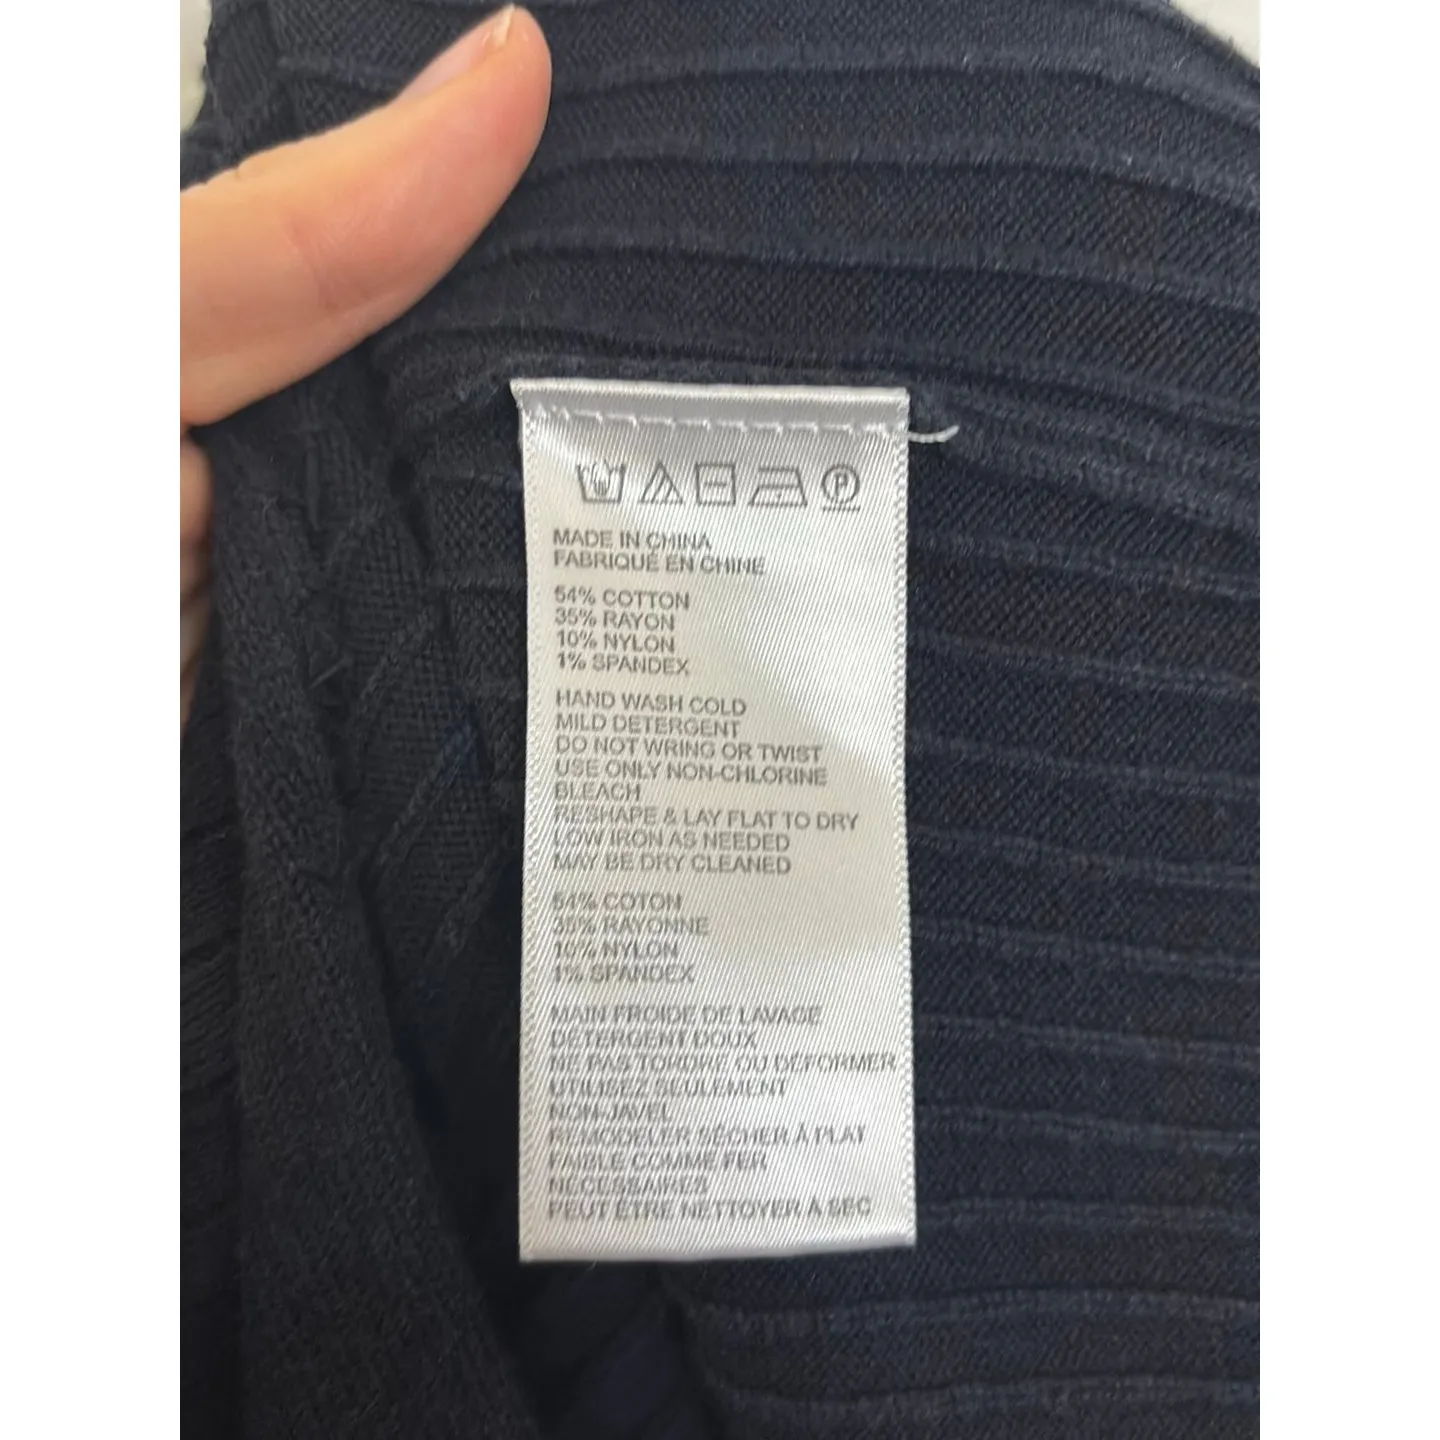 P
MADE IN CHINA
FABRIQUÉ EN CHINE
54% COTTON
35% RAYON
10% NYLON
1% SPANDEX
HAND WASH COLD
MILD DETERGENT
DO NOT WRING OR TWIST
USE ONLY NON-CHLORINE
BLEACH
RESHAPE & LAY FLAT TO DRY
LOW IRON AS NEEDED
MAY BE DRY CLEANED
54% COTON
35% RAYONNE
10% NYLON
1% SPANDEX
MAIN FROIDE DE LAVAGE
DÉTERGENT DOUX
NE PAS TORDRE OU DÉFORMER
UTILISEZ SEULEMENT
NON-JAVEL
REMODELER SÉCHER À PLAT
FAIBLE COMME FER
NÉCESSAIRES
PEUT ÊTRE NETTOYER À SEC